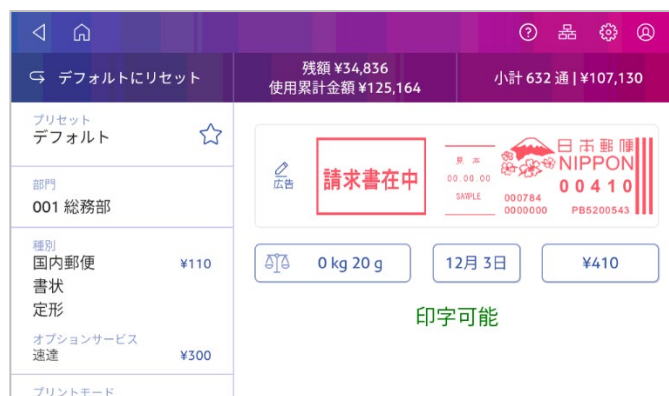 デフォルトにリセット
残額 ¥34,836
使用累計金額 ¥125,164
小計 632 通 | ¥107,130
プリセット
デフォルト
部門
001 総務部
種別
国内郵便 ¥110
書状
定形
オプションサービス
速達 ¥300
プリントモード
広告
請求書在中
見 本
00.00.00
SAMPLE
日本郵便
NIPPON
00410
000784
0000000 PB5200543
0 kg 20 g
12月 3日
¥410
印字可能